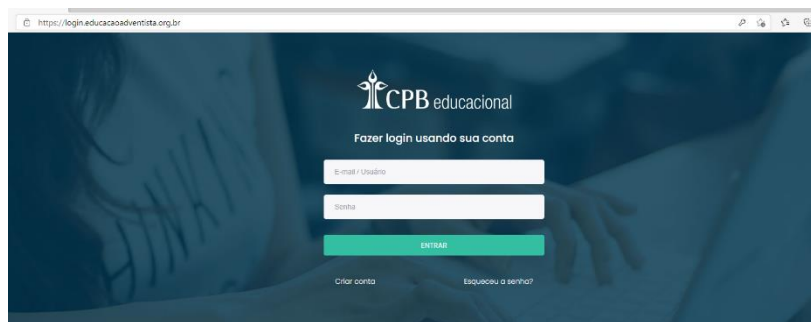 https://login.educacaoadventista.org.br
CPB educacional
Fazer login usando sua conta
E-mail / Usuário
Senha
ENTRAR
Criar conta
Esqueceu a senha?
THINK